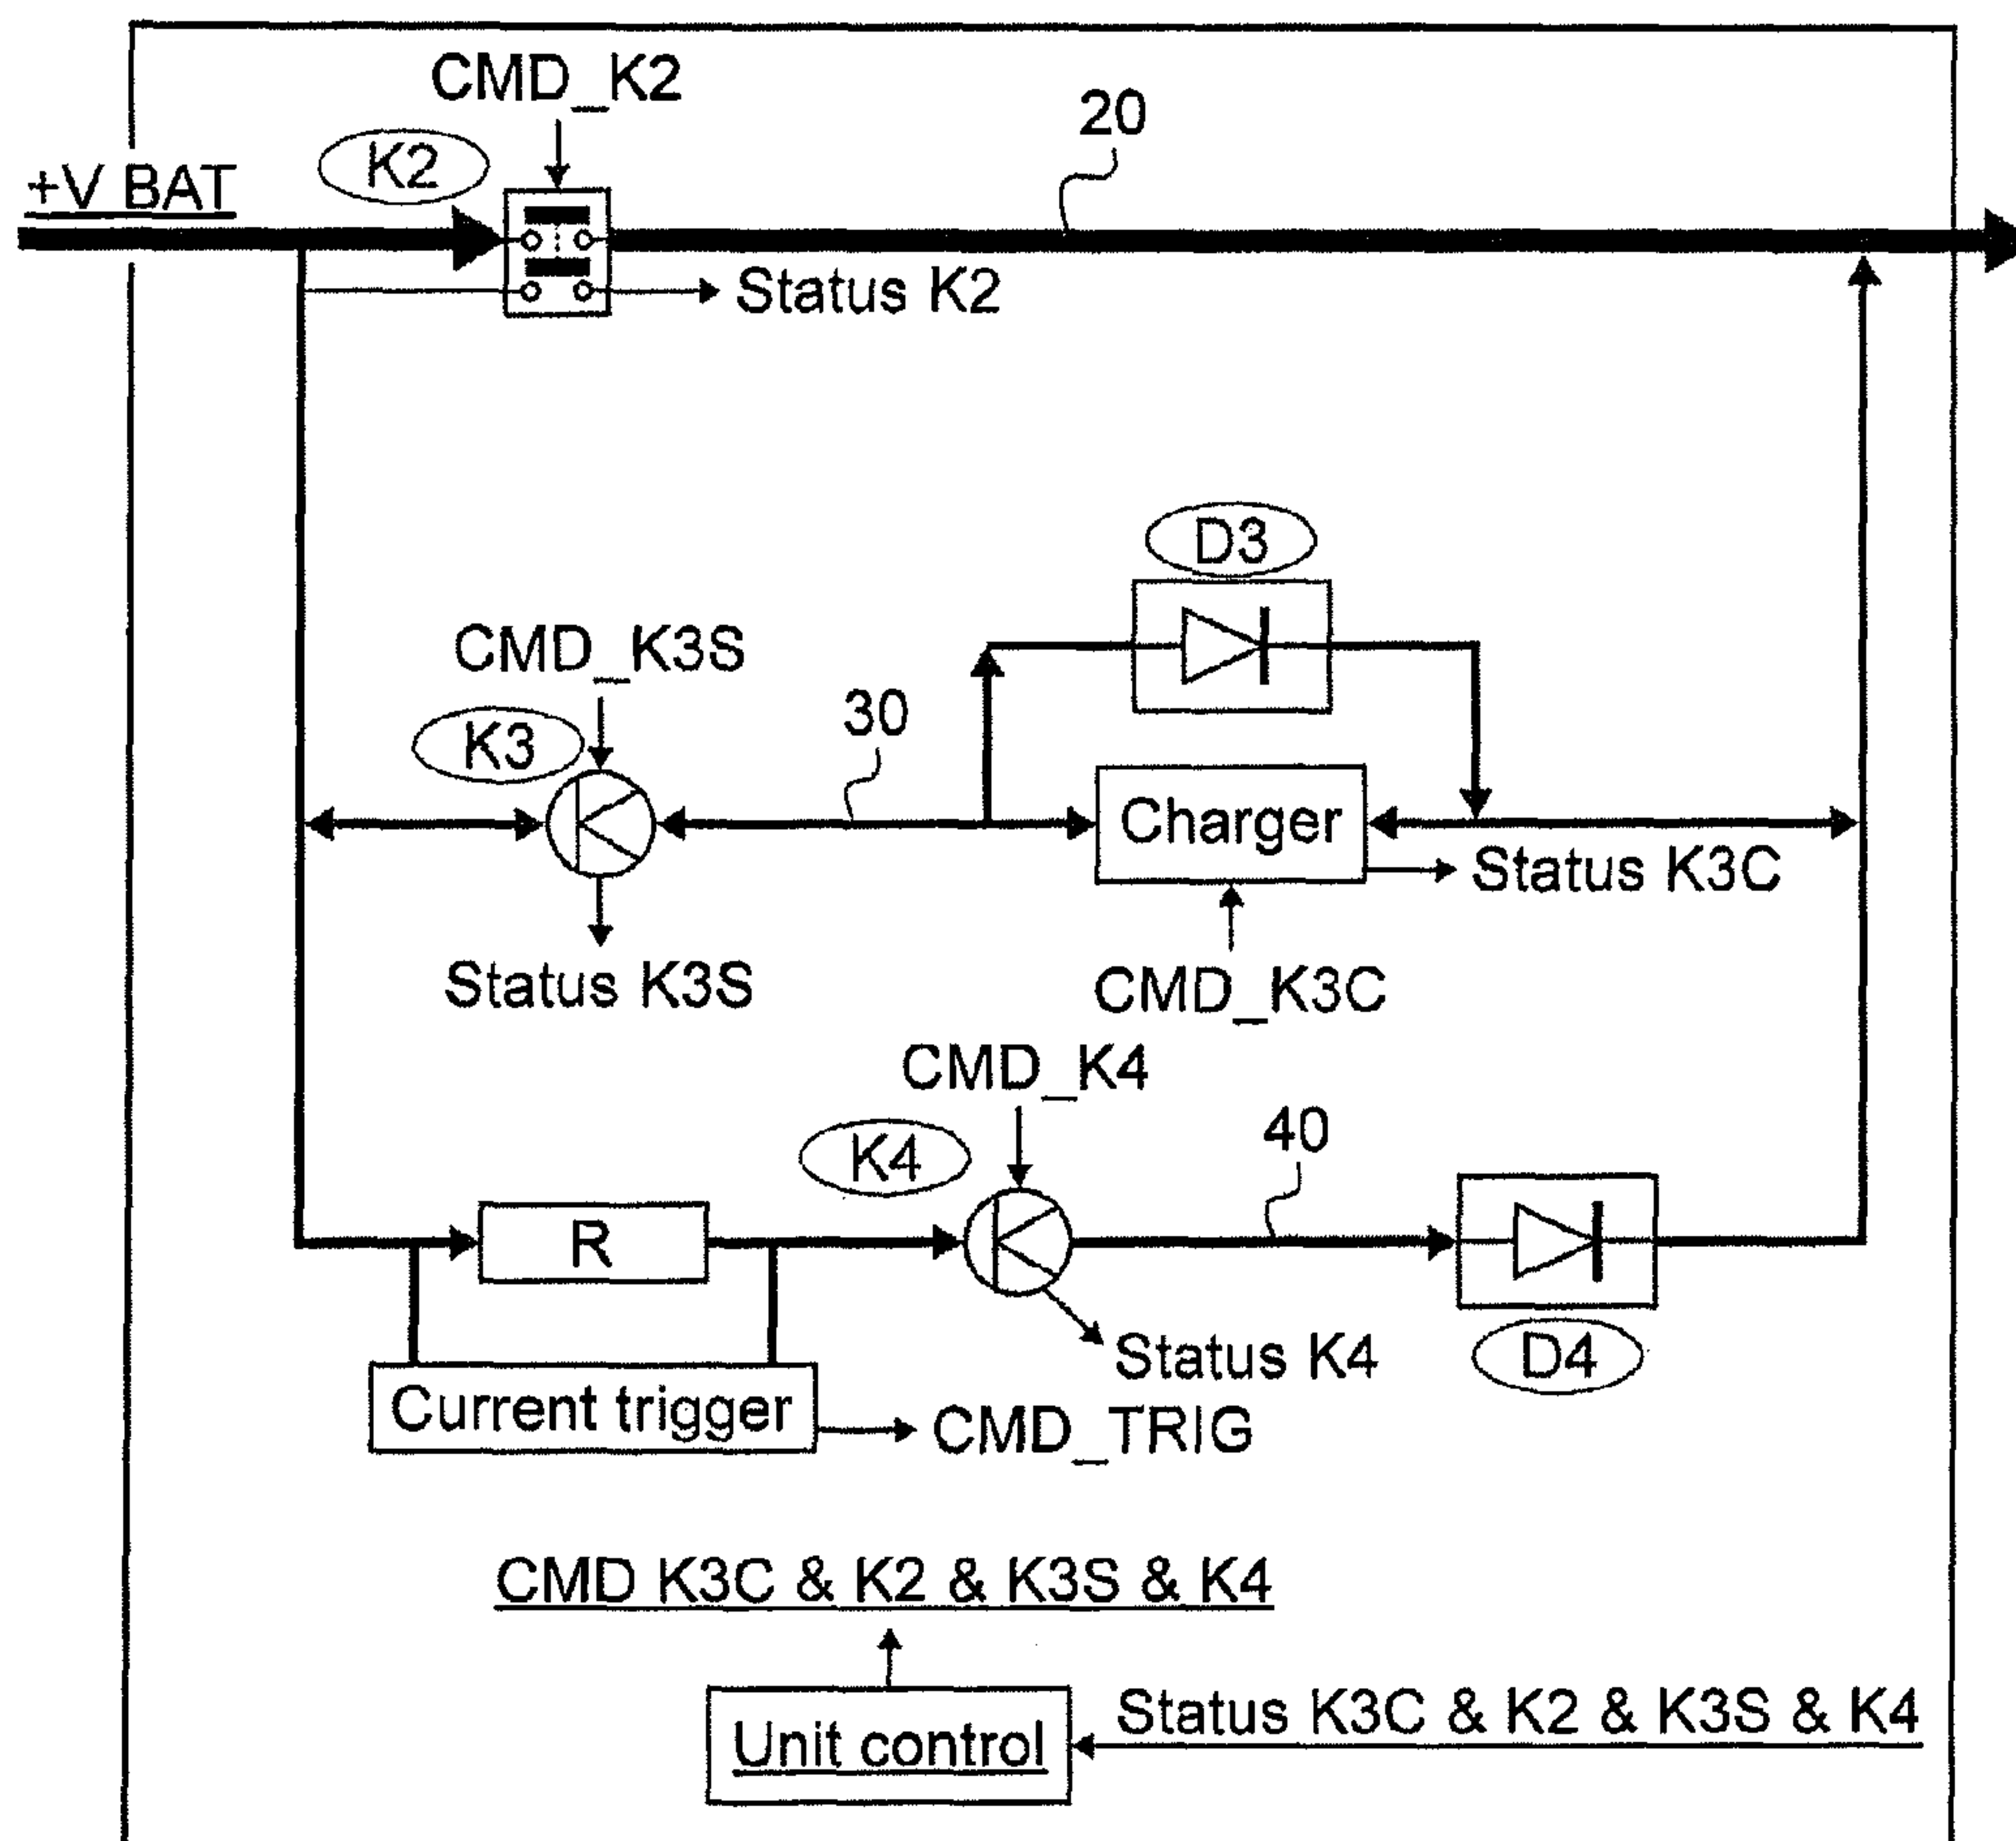 CMD_K2
20
K2
+V BAT
Status K2
D3
CMD_K3S
30
K3
Charger
Status K3C
Status K3S
CMD_K3C
CMD_K4
40
K4
R
Status K4
D4
Current trigger
CMD_TRIG
CMD K3C & K2 & K3S & K4
Status K3C & K2 & K3S & K4
Unit control